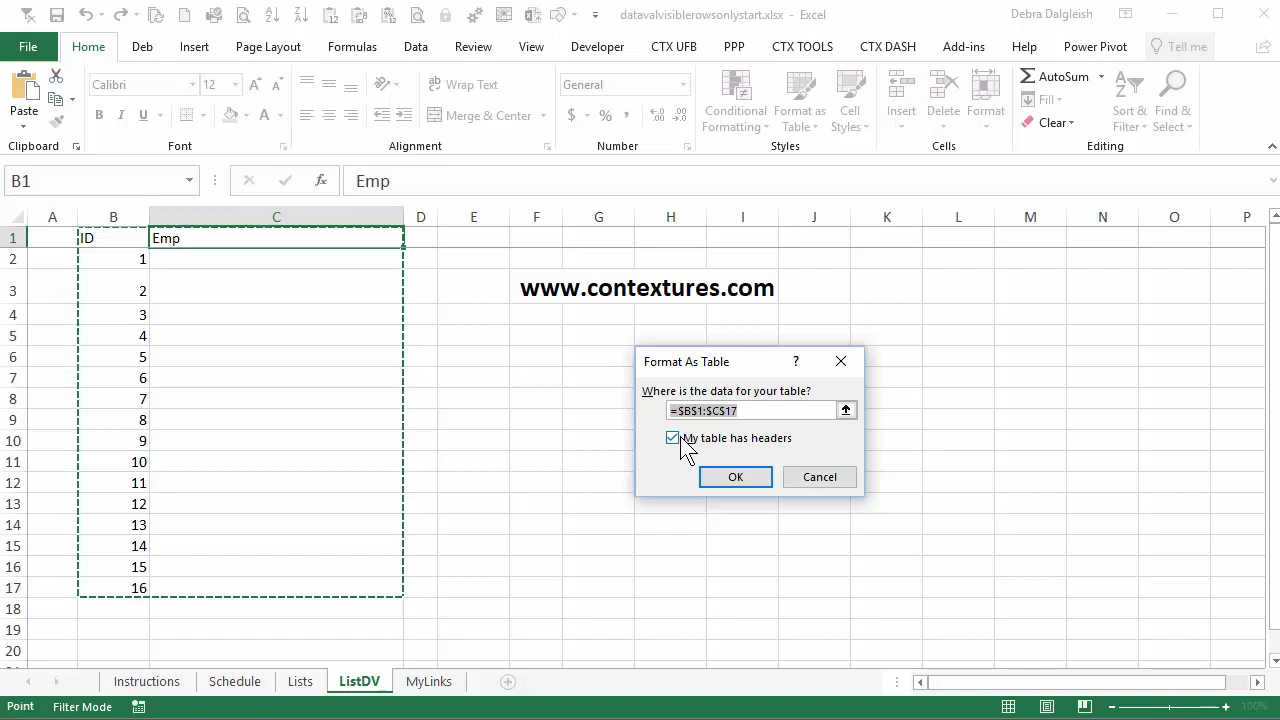 datavalvisiblerowsonlystart.xlsx - Excel
Debra Dalgleish
File Home Deb Insert Page Layout Formulas Data Review View Developer CTX UFB PPP CTX TOOLS CTX DASH Add-ins Help Power Pivot Tell me
Calibri 12 Wrap Text General AutoSum
Paste Conditional Formatting Format as Table Cell Styles Insert Delete Format Fill Sort & Filter Find & Select
B I U Merge & Center $ % , Clear
Clipboard Font Alignment Number Styles Cells Editing
B1 fx Emp
A B C D E F G H I J K L M N O P
1 ID Emp
2 1
3 2
www.contextures.com
4 3
5 4
6 5
7 6
8 7
9 8
10 9
11 10
12 11
13 12
14 13
15 14
16 15
17 16
18
19
20
Format As Table ?
Where is the data for your table?
=$B$1:$C$17
My table has headers
OK Cancel
Instructions Schedule Lists ListDV MyLinks
Point Filter Mode 100%